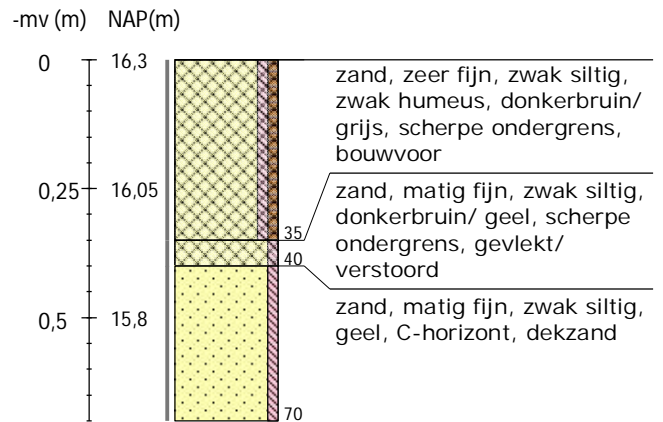 -mv (m) NAP(m)
0 16,3
zand, zeer fijn, zwak siltig,
zwak humeus, donkerbruin/
grijs, scherpe ondergrens,
bouwvoor
0,25 16,05
zand, matig fijn, zwak siltig,
donkerbruin/ geel, scherpe
ondergrens, gevlekt/
verstoord
35
40
zand, matig fijn, zwak siltig,
geel, C-horizont, dekzand
0,5 15,8
70